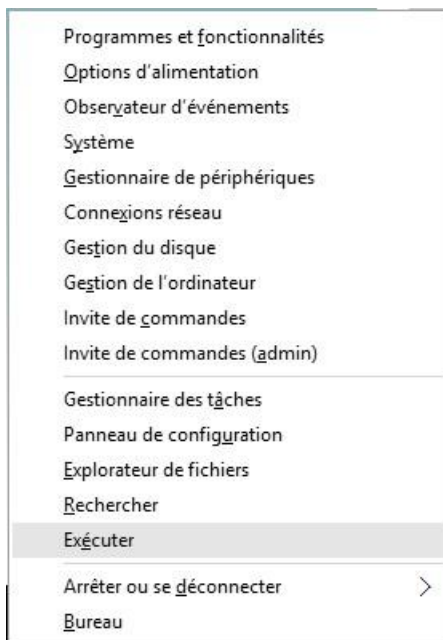 Programmes et fonctionnalités
Options d'alimentation
Observateur d'événements
Système
Gestionnaire de périphériques
Connexions réseau
Gestion du disque
Gestion de l'ordinateur
Invite de commandes
Invite de commandes (admin)
Gestionnaire des tâches
Panneau de configuration
Explorateur de fichiers
Rechercher
Exécuter
Arrêter ou se déconnecter
Bureau